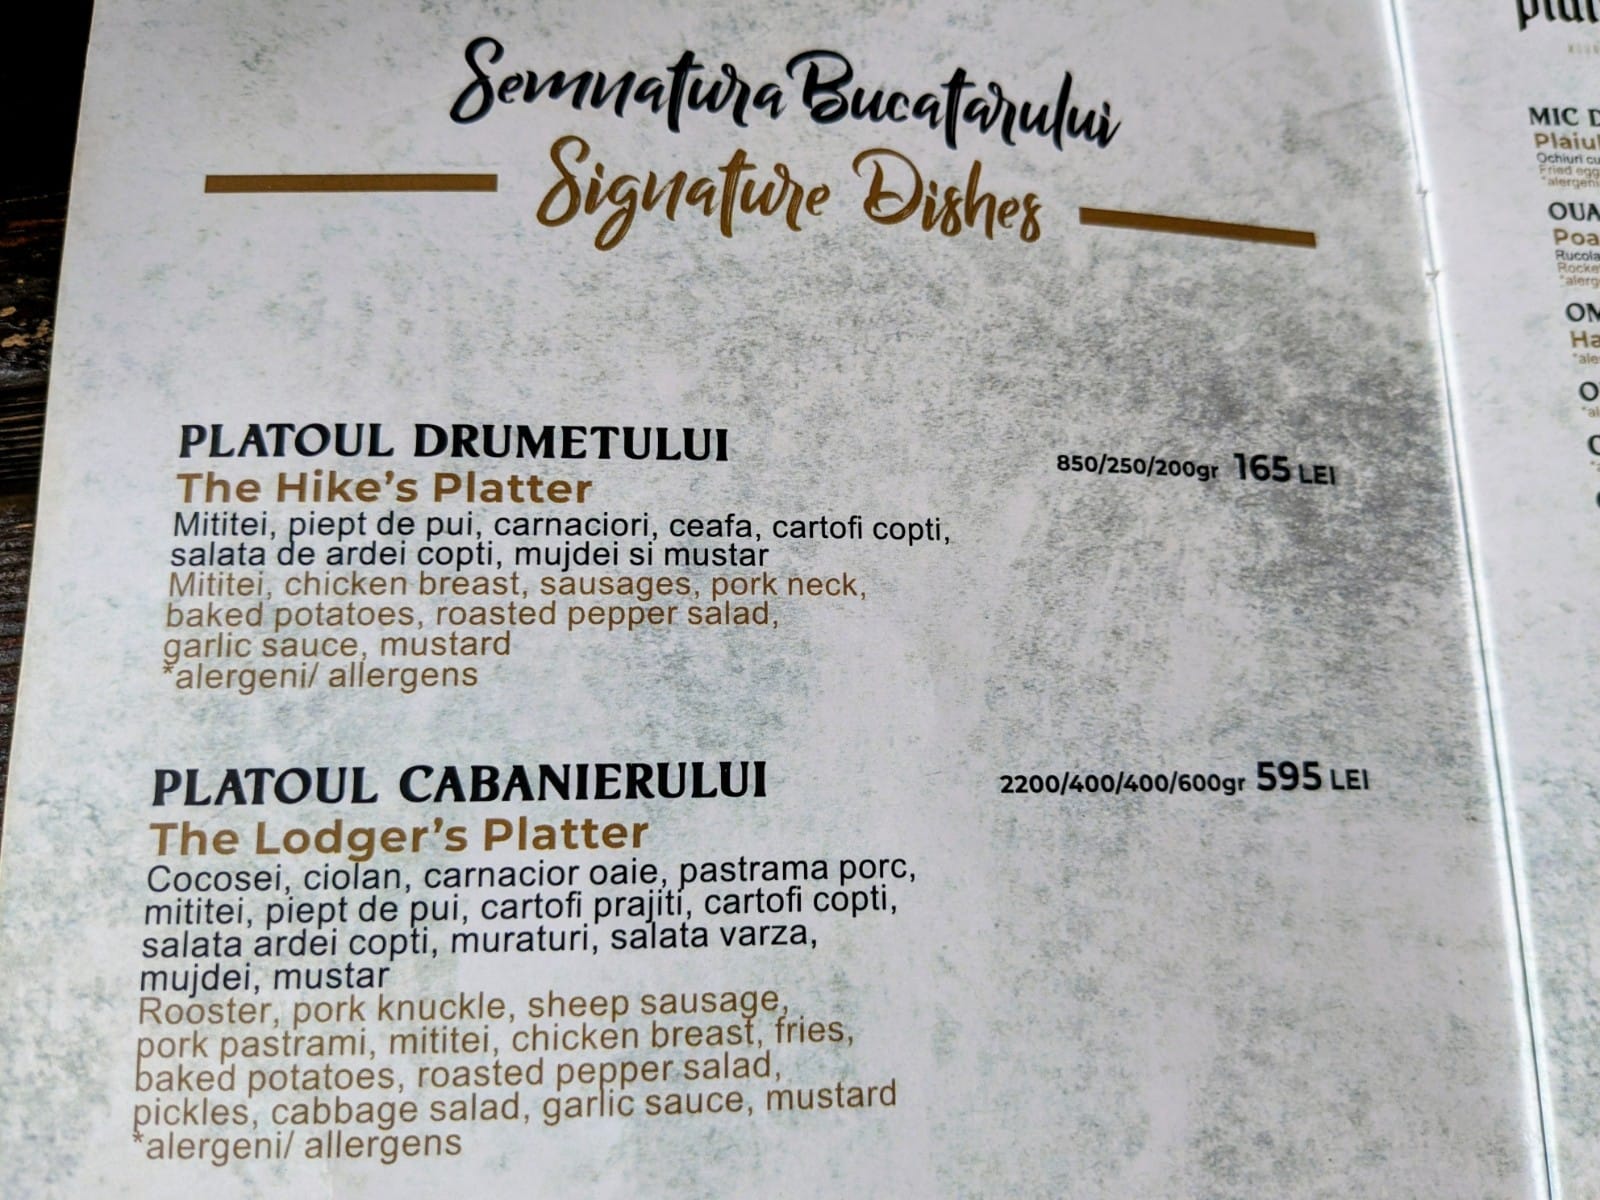 Semnatura Bucatarului
Signature Dishes
PLATOUL DRUMETULUI
850/250/200gr 165 LEI
The Hike's Platter
Mititei, piept de pui, carnaciori, ceafa, cartofi copti,
salata de ardei copti, mujdei si mustar
Mititei, chicken breast, sausages, pork neck,
baked potatoes, roasted pepper salad,
garlic sauce, mustard
*alergeni/ allergens
PLATOUL CABANIERULUI
2200/400/400/600gr 595 LEI
The Lodger's Platter
Cocosei, ciolan, carnacior oaie, pastrama porc,
mititei, piept de pui, cartofi prajiti, cartofi copti,
salata ardei copti, muraturi, salata varza,
mujdei, mustar
Rooster, pork knuckle, sheep sausage,
pork pastrami, mititei, chicken breast, fries,
baked potatoes, roasted pepper salad,
pickles, cabbage salad, garlic sauce, mustard
*alergeni/ allergens
MIC
Ochiuri cu
Fried